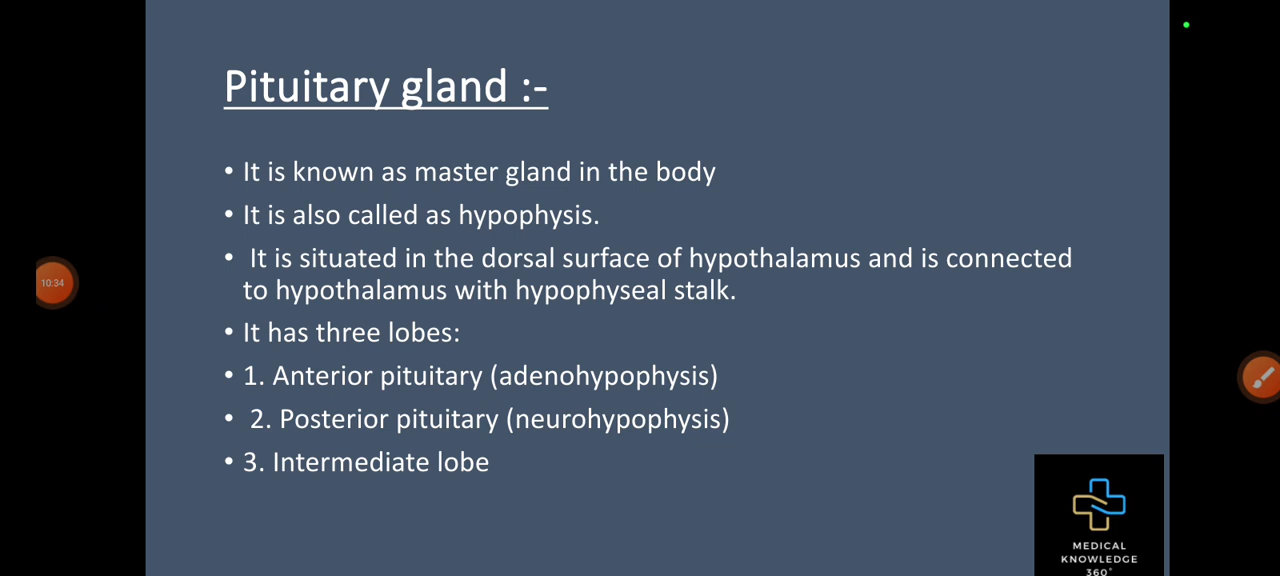 Pituitary gland :-
• It is known as master gland in the body
• It is also called as hypophysis.
• It is situated in the dorsal surface of hypothalamus and is connected
to hypothalamus with hypophyseal stalk.
• It has three lobes:
• 1. Anterior pituitary (adenohypophysis)
• 2. Posterior pituitary (neurohypophysis)
• 3. Intermediate lobe
10:34
MEDICAL
KNOWLEDGE
360°